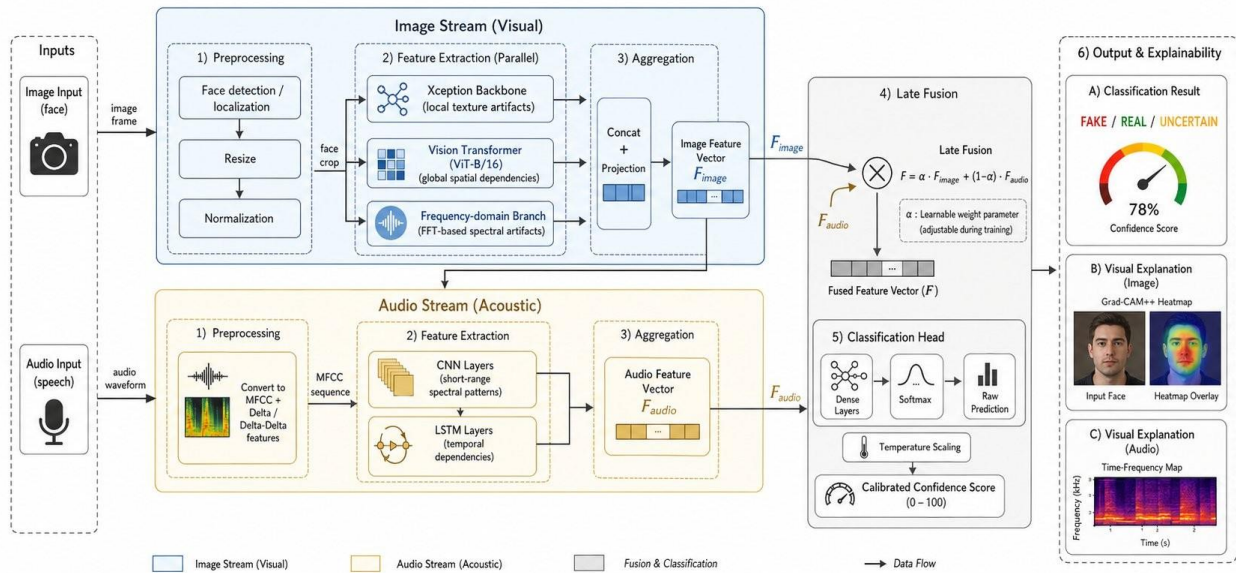 Inputs
Image Input
(face)
image
frame
Audio Input
(speech)
audio
waveform
Image Stream (Visual)
1) Preprocessing
Face detection /
localization
Resize
Normalization
face
crop
2) Feature Extraction (Parallel)
Xception Backbone
(local texture artifacts)
Vision Transformer
(ViT-B/16)
(global spatial dependencies)
Frequency-domain Branch
(FFT-based spectral artifacts)
3) Aggregation
Concat
+
Projection
Image Feature
Vector
F_image
...
F_image
Audio Stream (Acoustic)
1) Preprocessing
Convert to
MFCC +
Delta /
Delta-Delta
features
MFCC
sequence
2) Feature Extraction
CNN Layers
(short-range
spectral patterns)
LSTM Layers
(temporal
dependencies)
3) Aggregation
Audio Feature
Vector
F_audio
...
F_audio
4) Late Fusion
Late Fusion
F = α · F_image + (1-α) · F_audio
F_audio
α : Learnable weight parameter
(adjustable during training)
...
Fused Feature Vector (F)
5) Classification Head
Dense
Layers
...
Softmax
Raw
Prediction
Temperature Scaling
Calibrated Confidence Score
(0 – 100)
6) Output & Explainability
A) Classification Result
FAKE / REAL / UNCERTAIN
78%
Confidence Score
B) Visual Explanation
(Image)
Grad-CAM++ Heatmap
Input Face
Heatmap Overlay
C) Visual Explanation
(Audio)
Time-Frequency Map
Frequency (kHz)
Time (s)
Image Stream (Visual)
Audio Stream (Acoustic)
Fusion & Classification
Data Flow